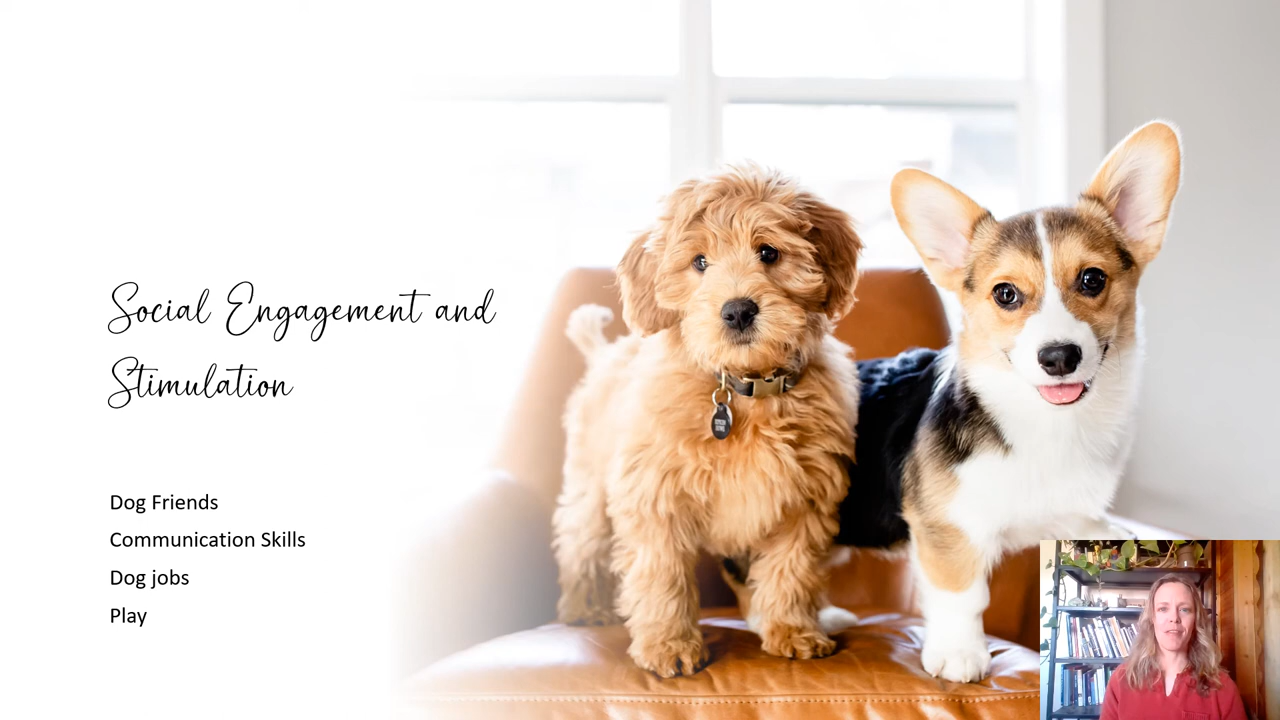 Social Engagement and
Stimulation
Dog Friends
Communication Skills
Dog jobs
Play